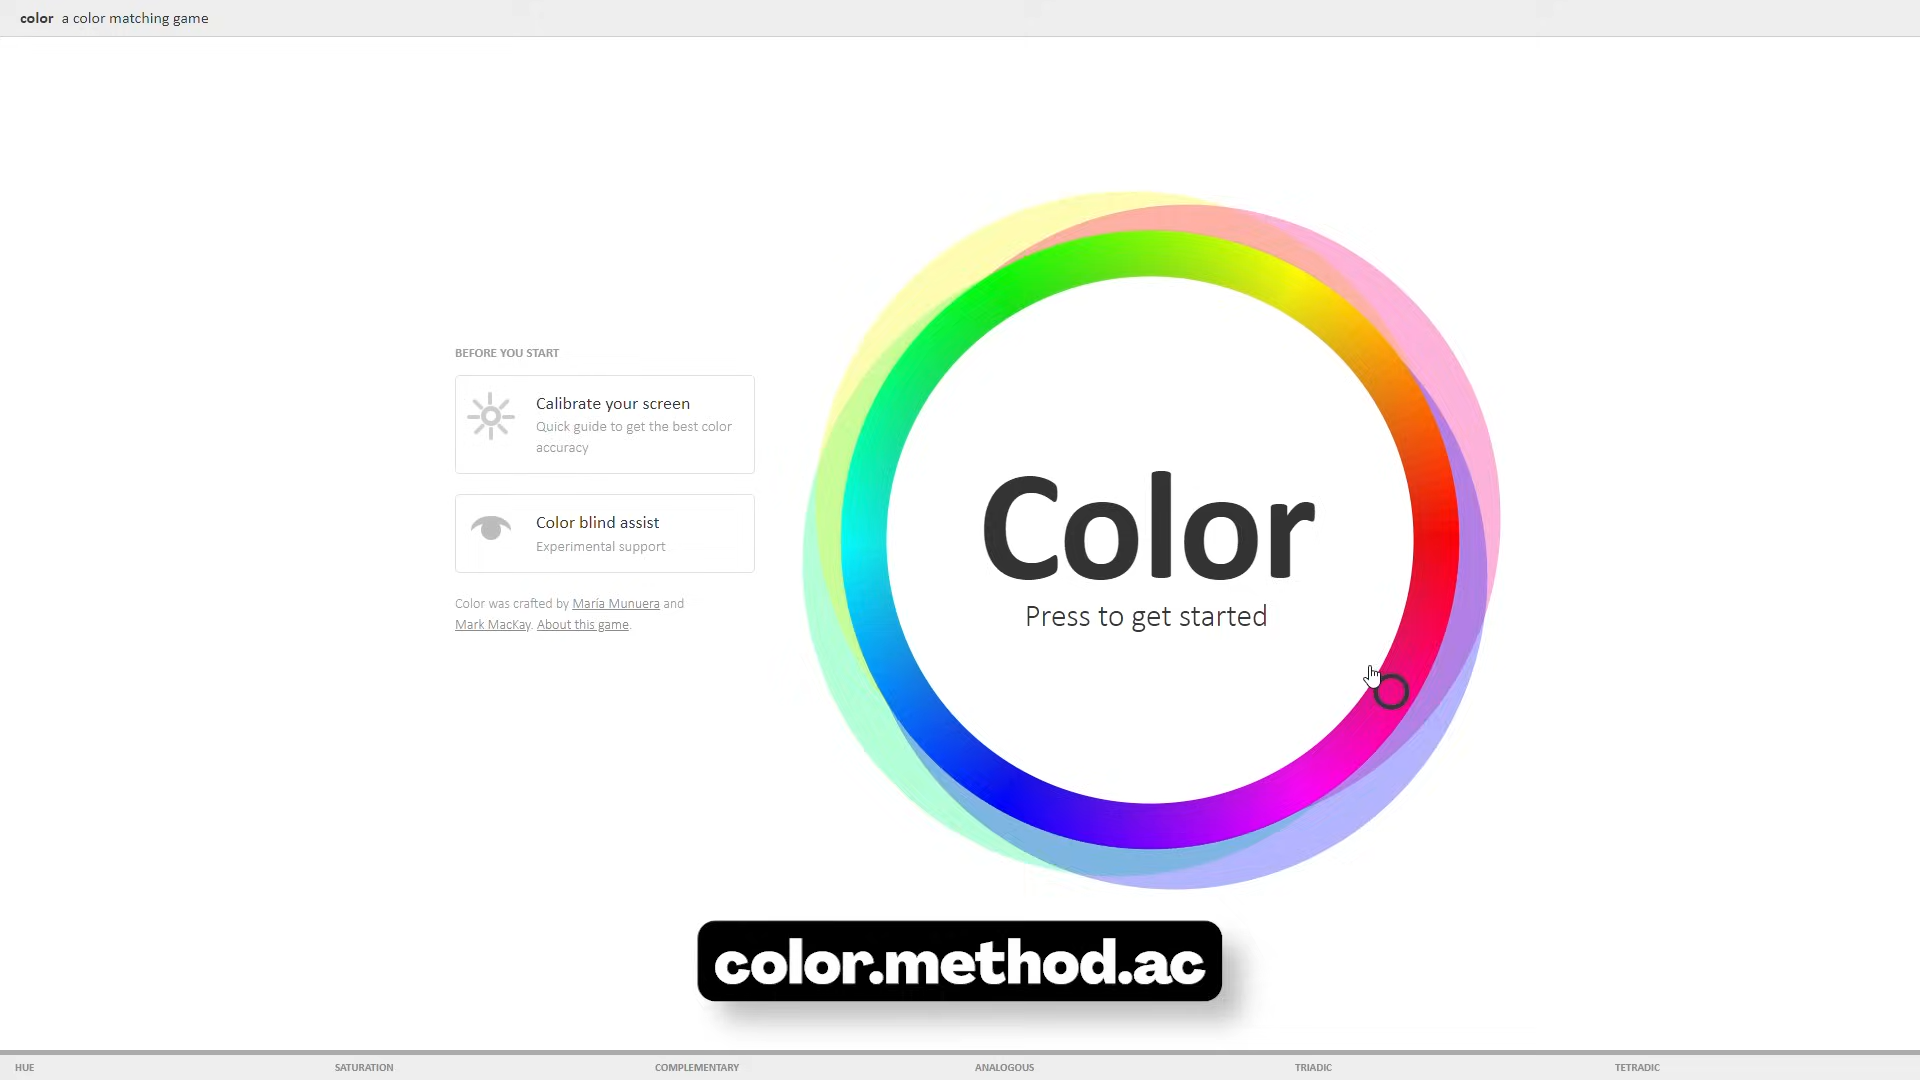 color a color matching game
BEFORE YOU START
Calibrate your screen
Quick guide to get the best color
accuracy
Color blind assist
Experimental support
Color was crafted by María Munuera and
Mark MacKay. About this game.
Color
Press to get started
color.method.ac
HUE SATURATION COMPLEMENTARY ANALOGOUS TRIADIC TETRADIC